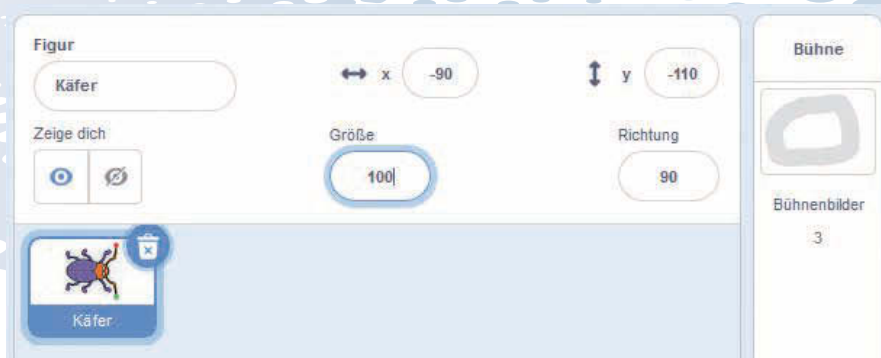 Figur
Käfer
x -90
y -110
Zeige dich
Größe
100
Richtung
90
Käfer
Bühne
Bühnenbilder
3